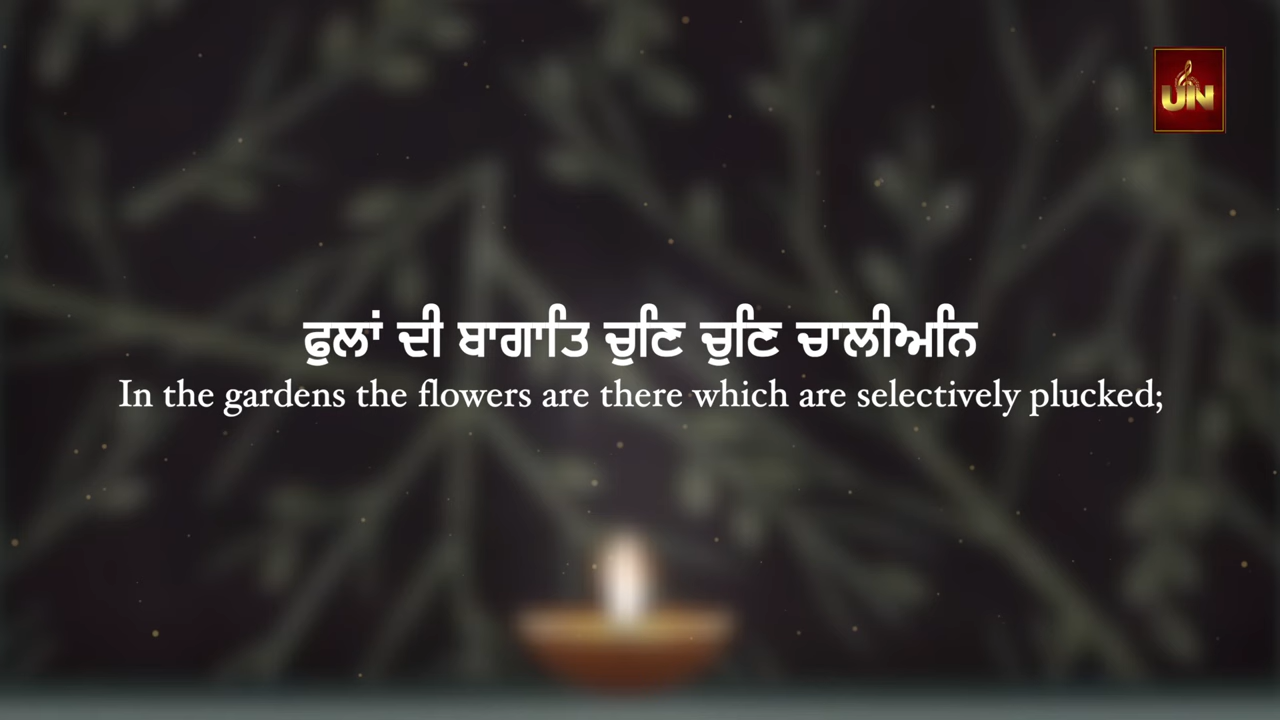 UN
ਫੁਲਾਂ ਦੀ ਬਾਗਾਤਿ ਚੁਣਿ ਚੁਣਿ ਚਾਲੀਅਨਿ
In the gardens the flowers are there which are selectively plucked;